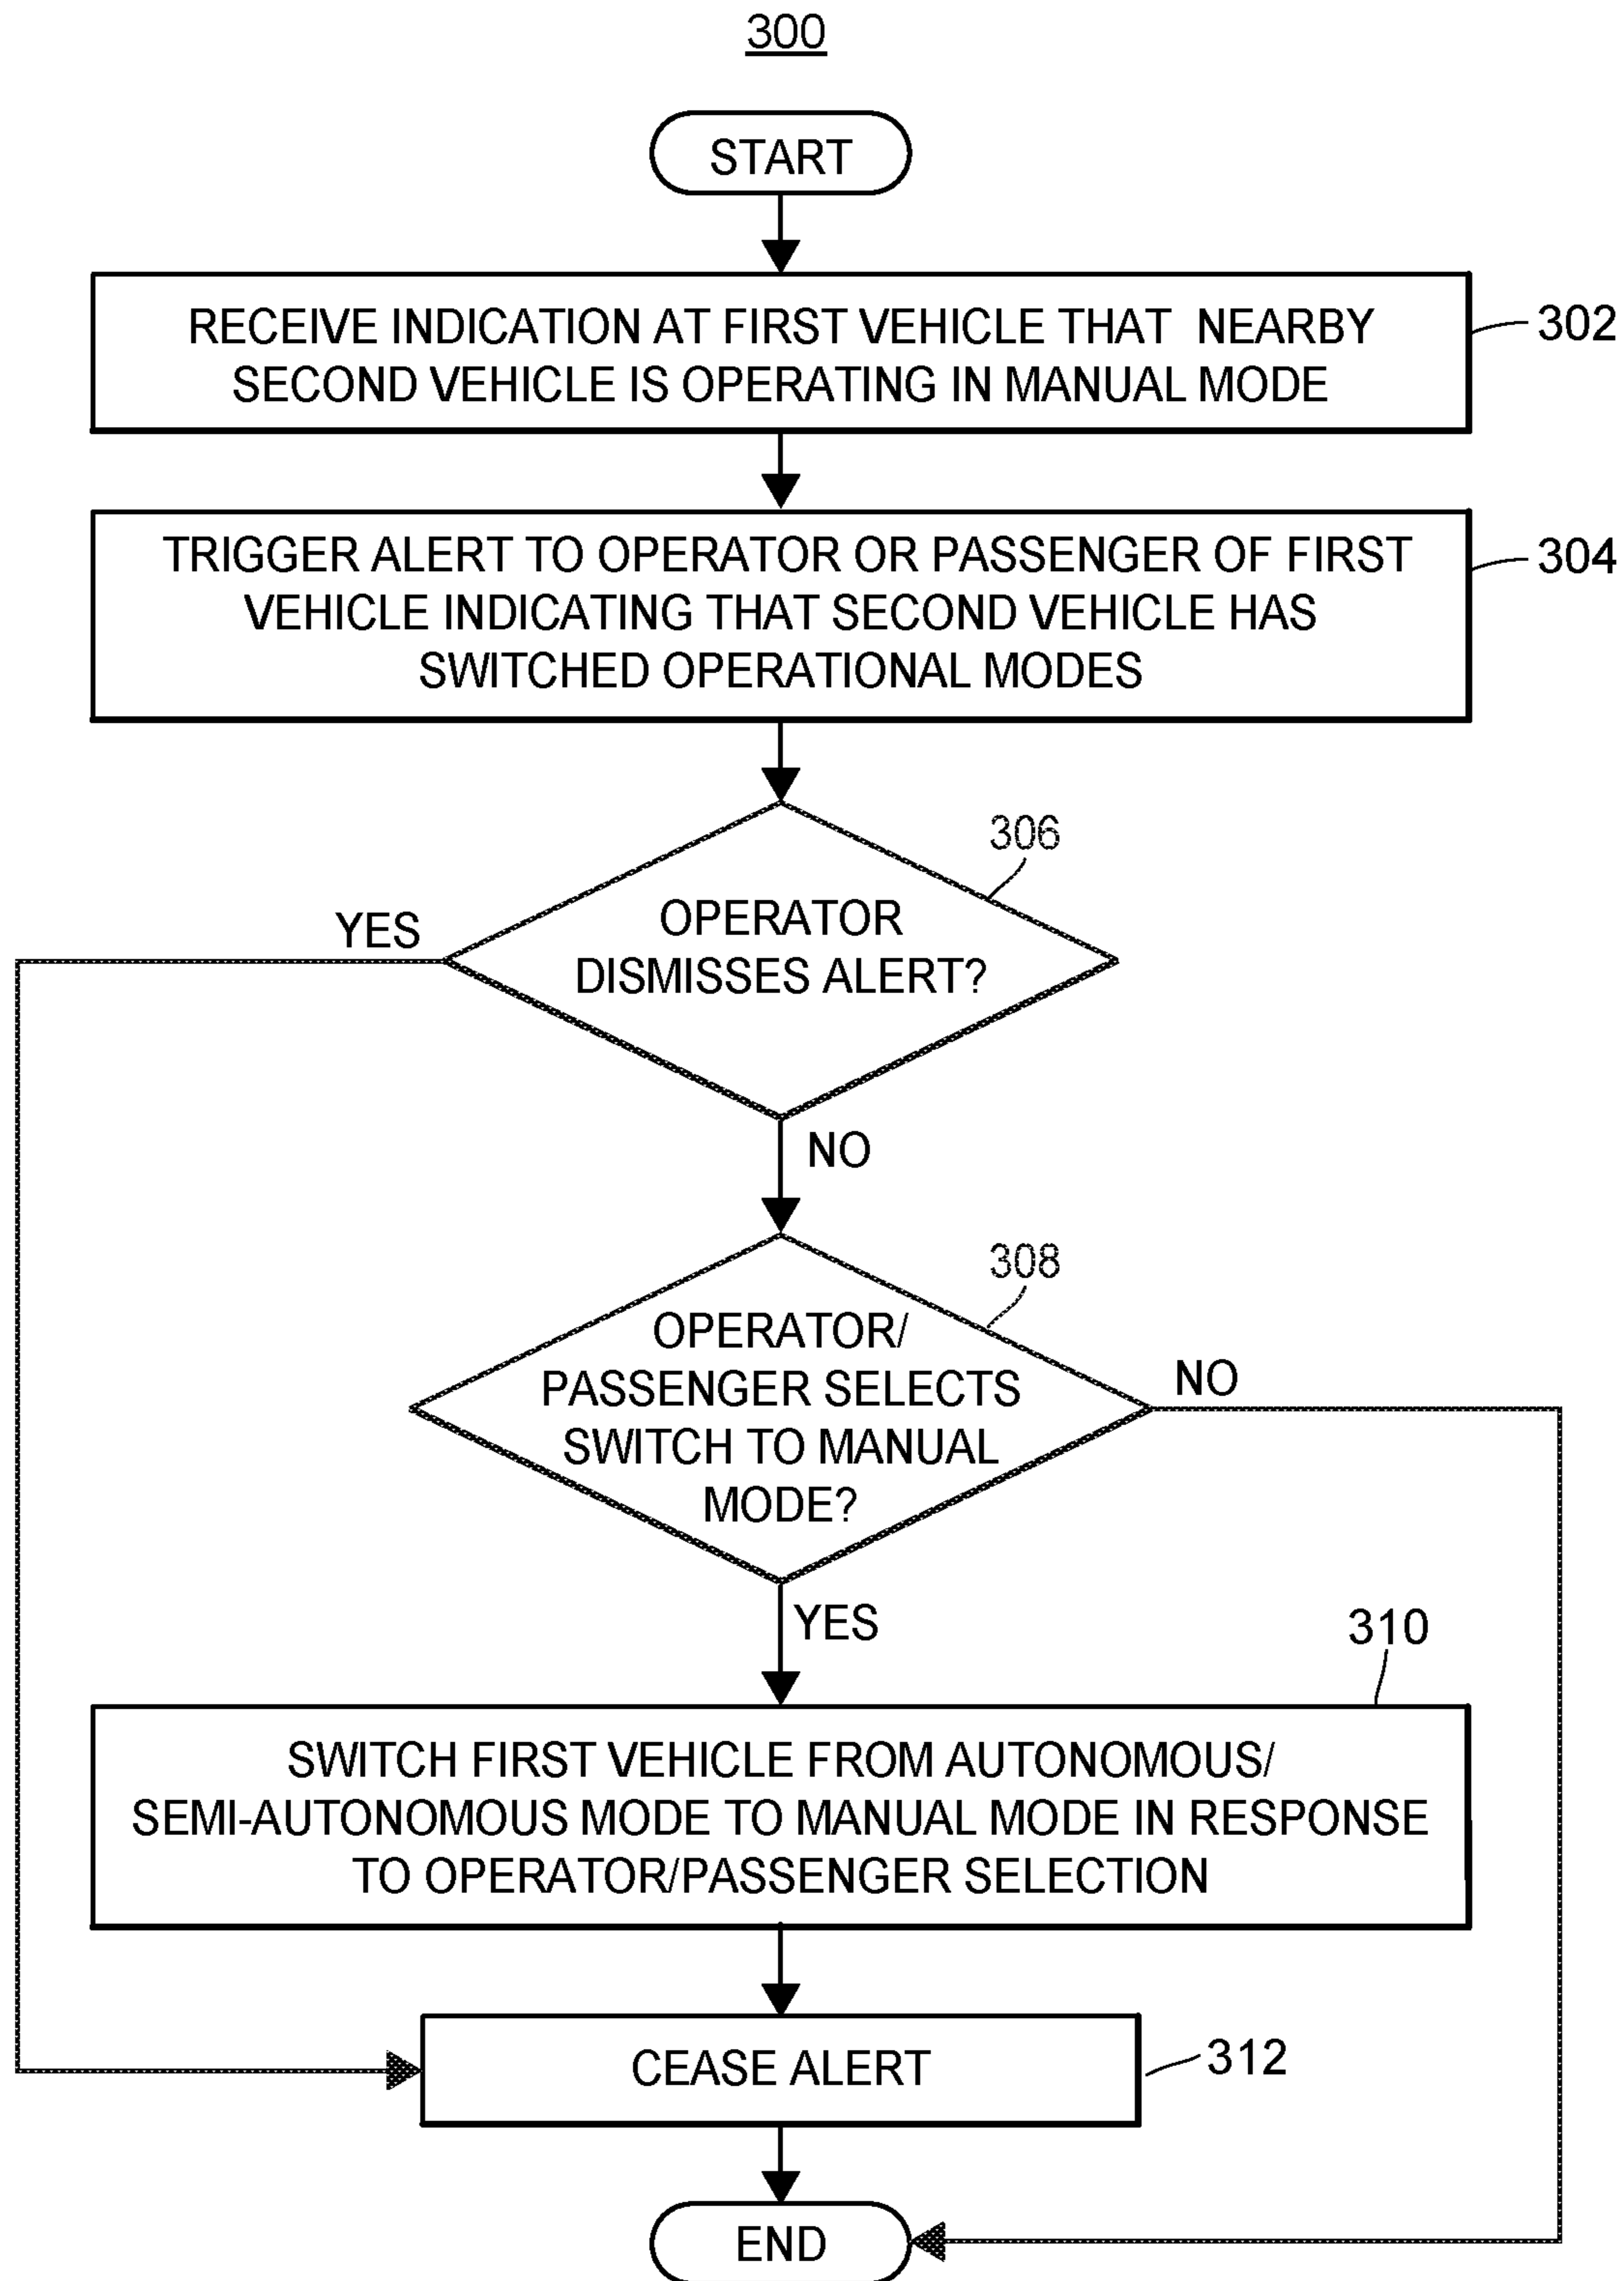 300
START
RECEIVE INDICATION AT FIRST VEHICLE THAT NEARBY
SECOND VEHICLE IS OPERATING IN MANUAL MODE
302
TRIGGER ALERT TO OPERATOR OR PASSENGER OF FIRST
VEHICLE INDICATING THAT SECOND VEHICLE HAS
SWITCHED OPERATIONAL MODES
304
306
OPERATOR
DISMISSES ALERT?
YES
NO
308
OPERATOR/
PASSENGER SELECTS
SWITCH TO MANUAL
MODE?
NO
YES
310
SWITCH FIRST VEHICLE FROM AUTONOMOUS/
SEMI-AUTONOMOUS MODE TO MANUAL MODE IN RESPONSE
TO OPERATOR/PASSENGER SELECTION
CEASE ALERT
312
END